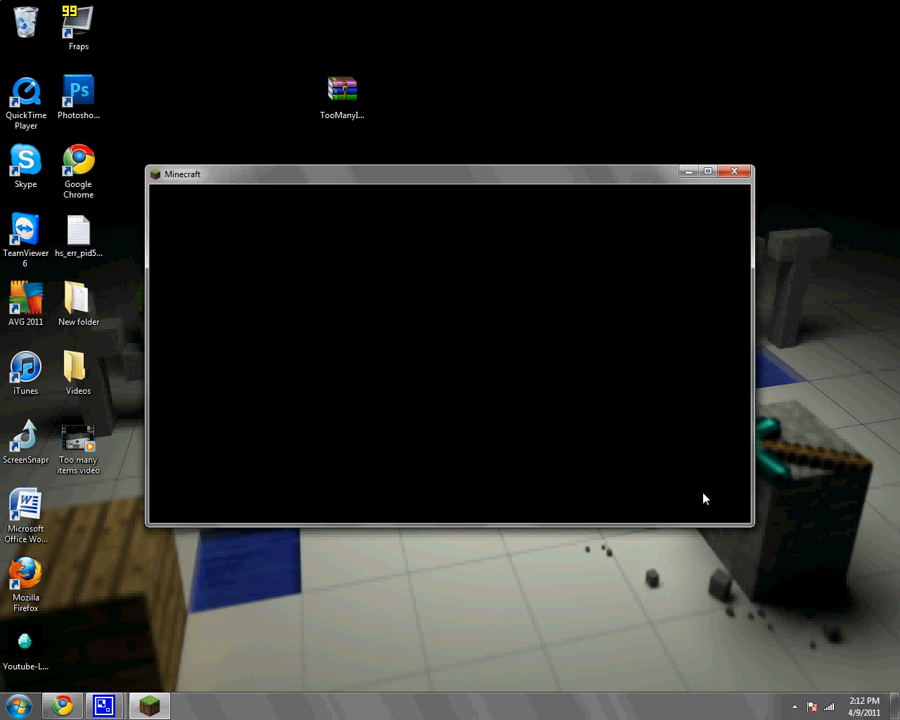 99
Fraps
TooManyI...
QuickTime
Player
Ps
Photosho...
Minecraft
Skype
Google
Chrome
TeamViewer
6
hs_err_pid5...
AVG 2011
New folder
iTunes
Videos
ScreenSnapr
Too many
items video
W
Microsoft
Office Wo...
Mozilla
Firefox
Youtube-L...
2:12 PM
4/9/2011